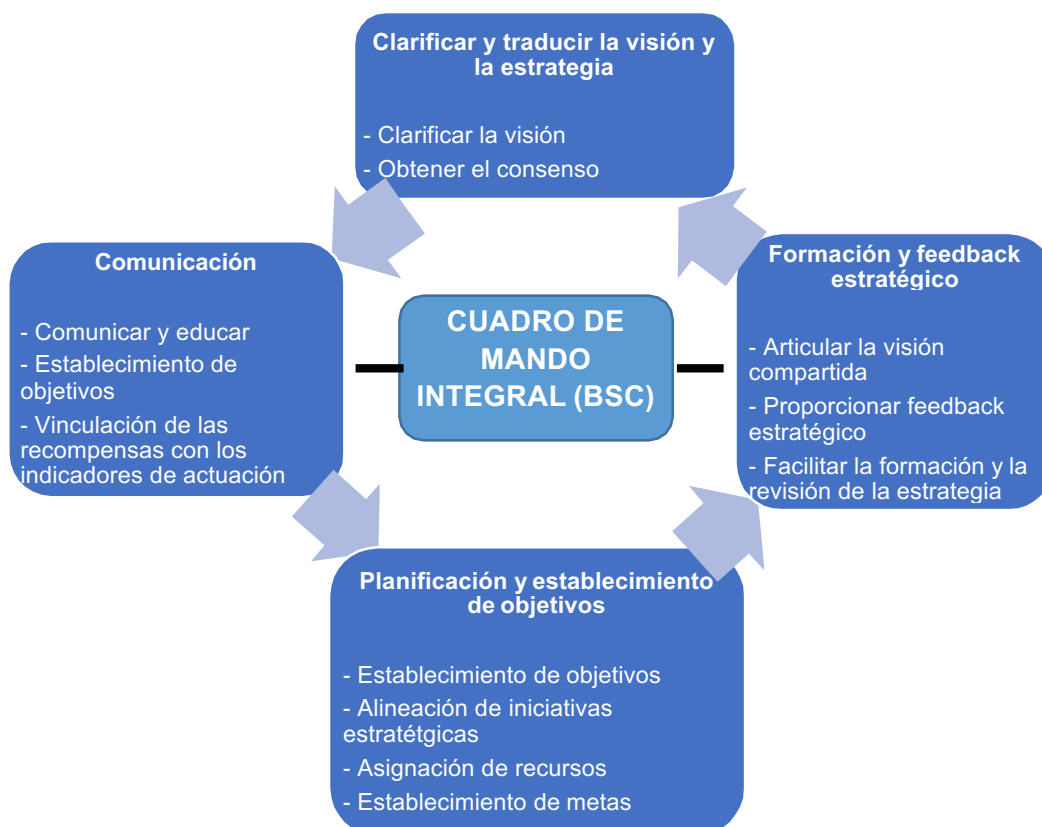 Clarificar y traducir la visión y
la estrategia
- Clarificar la visión
- Obtener el consenso
Comunicación
- Comunicar y educar
- Establecimiento de
objetivos
- Vinculación de las
recompensas con los
indicadores de actuación
CUADRO DE
MANDO
INTEGRAL (BSC)
Formación y feedback
estratégico
- Articular la visión
compartida
- Proporcionar feedback
estratégico
- Facilitar la formación y la
revisión de la estrategia
Planificación y establecimiento
de objetivos
- Establecimiento de objetivos
- Alineación de iniciativas
estratétgicas
- Asignación de recursos
- Establecimiento de metas